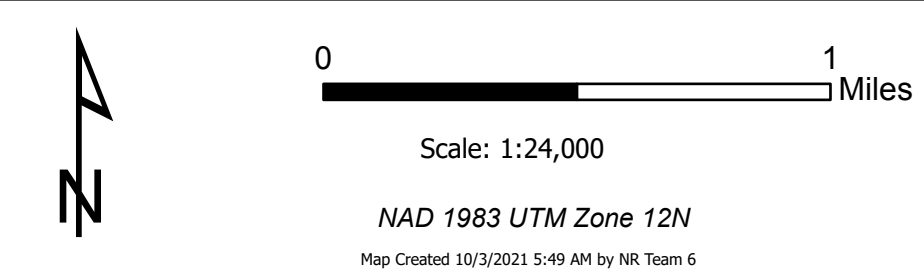 0 1
Miles
Scale: 1:24,000
N
NAD 1983 UTM Zone 12N
Map Created 10/3/2021 5:49 AM by NR Team 6